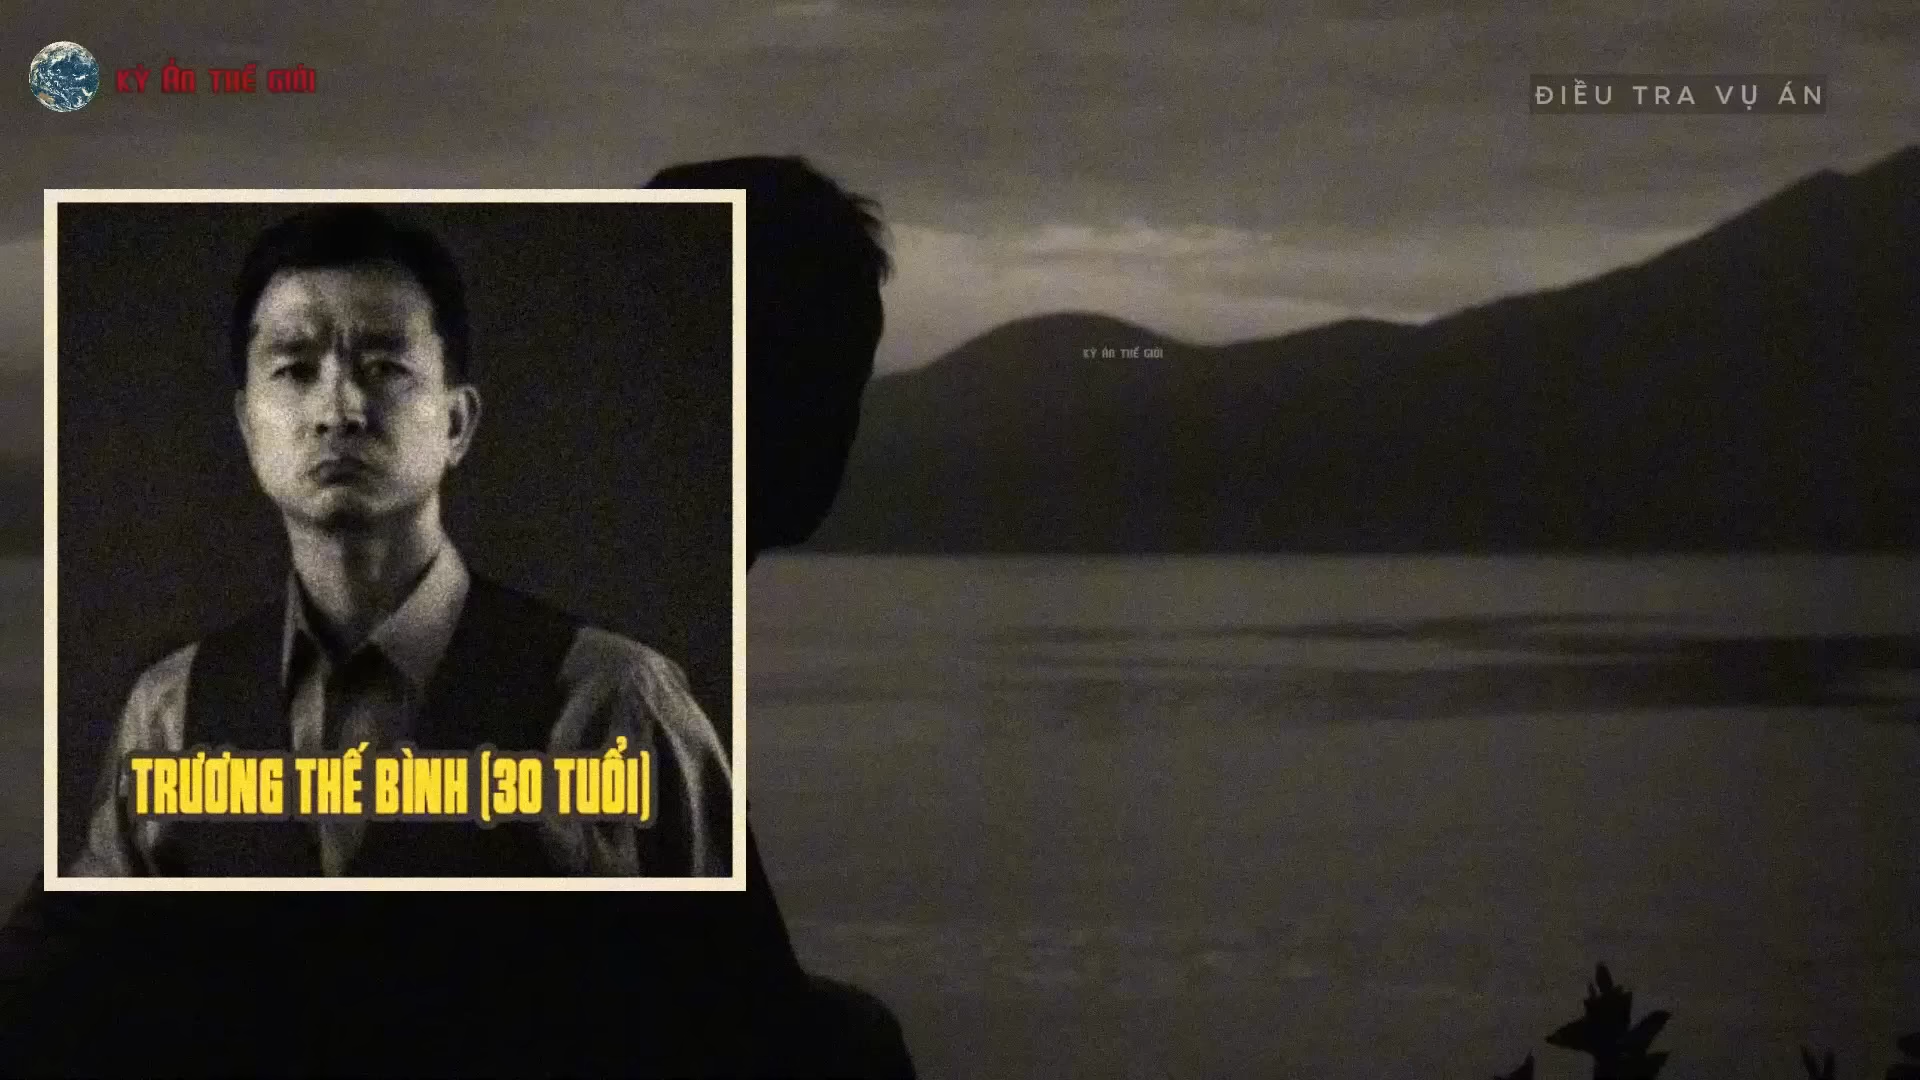 KỲ ÁN THẾ GIỚI
ĐIỀU TRA VỤ ÁN
KỲ ÁN THẾ GIỚI
TRƯƠNG THẾ BÌNH (30 TUỔI)